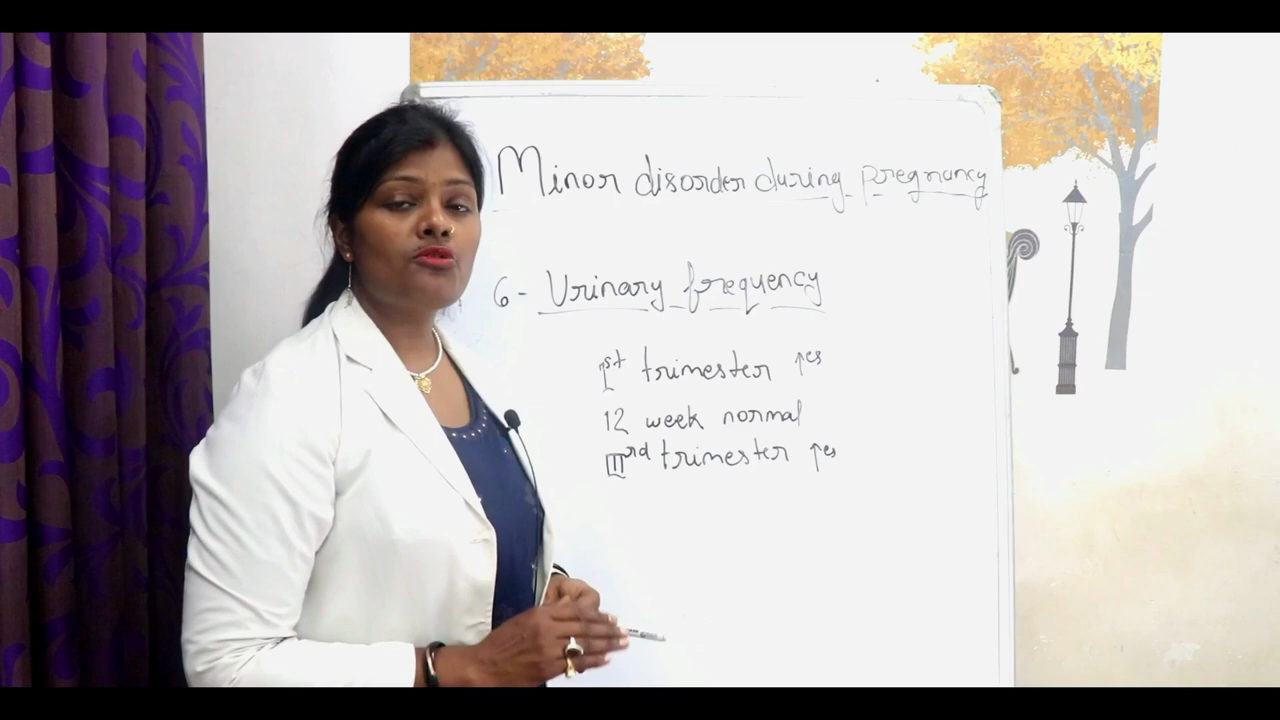 Minor disorder during pregnancy
6- Urinary frequency
Ist trimester ↑es
12 week normal
IIIrd trimester ↑es